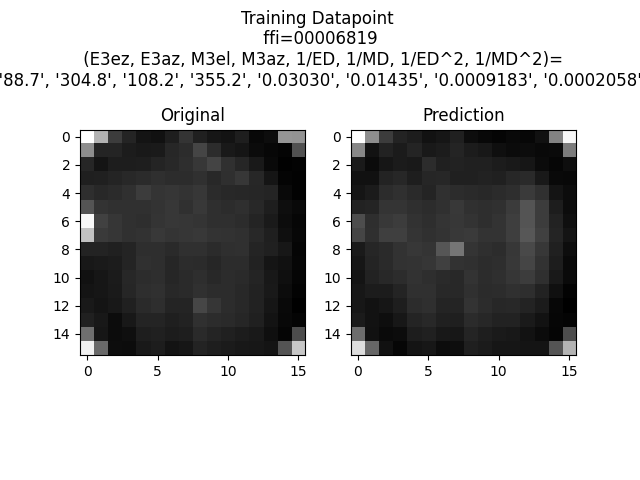 Training Datapoint
ffi=00006819
(E3ez, E3az, M3el, M3az, 1/ED, 1/MD, 1/ED^2, 1/MD^2)=
'88.7', '304.8', '108.2', '355.2', '0.03030', '0.01435', '0.0009183', '0.0002058'
Original Prediction
0 0
2 2
4 4
6 6
8 8
10 10
12 12
14 14
0 5 10 15 0 5 10 15